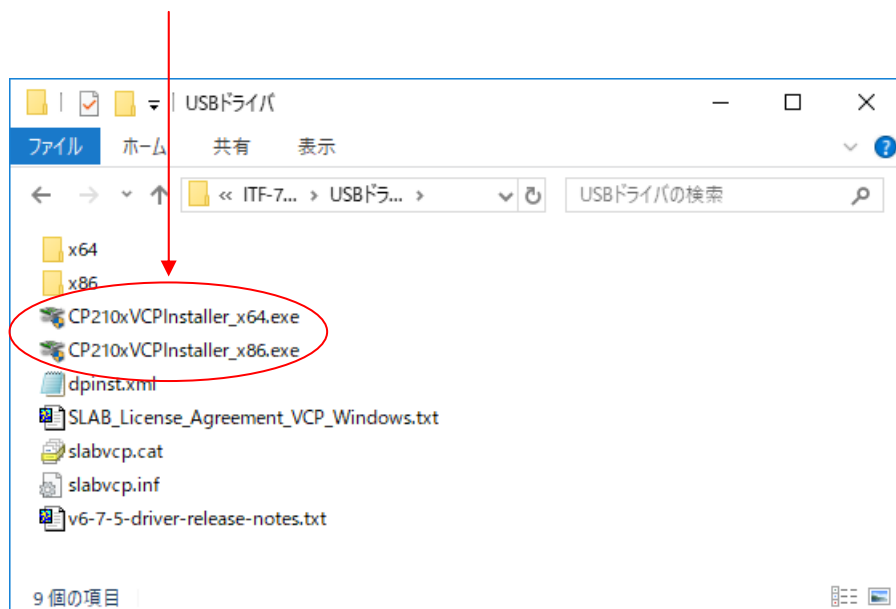 USBドライバ
ファイル ホーム 共有 表示
« ITF-7... › USBドラ... › USBドライバの検索
x64
x86
CP210xVCPInstaller_x64.exe
CP210xVCPInstaller_x86.exe
dpinst.xml
SLAB_License_Agreement_VCP_Windows.txt
slabvcp.cat
slabvcp.inf
v6-7-5-driver-release-notes.txt
9 個の項目